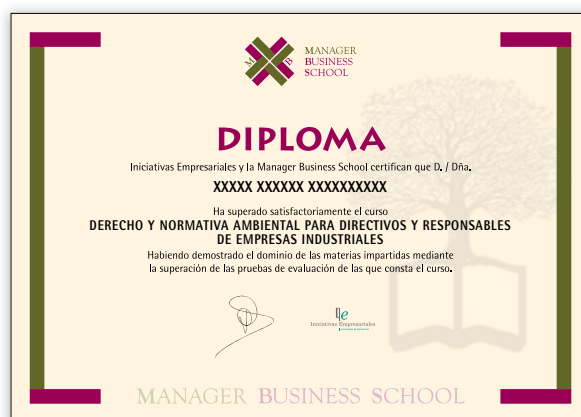 M B
MANAGER
BUSINESS
SCHOOL
DIPLOMA
Iniciativas Empresariales y la Manager Business School certifican que D. / Dña.
XXXXX XXXXXX XXXXXXXXXX
Ha superado satisfactoriamente el curso
DERECHO Y NORMATIVA AMBIENTAL PARA DIRECTIVOS Y RESPONSABLES
DE EMPRESAS INDUSTRIALES
Habiendo demostrado el dominio de las materias impartidas mediante
la superación de las pruebas de evaluación de las que consta el curso.
Iniciativas Empresariales
MANAGER BUSINESS SCHOOL